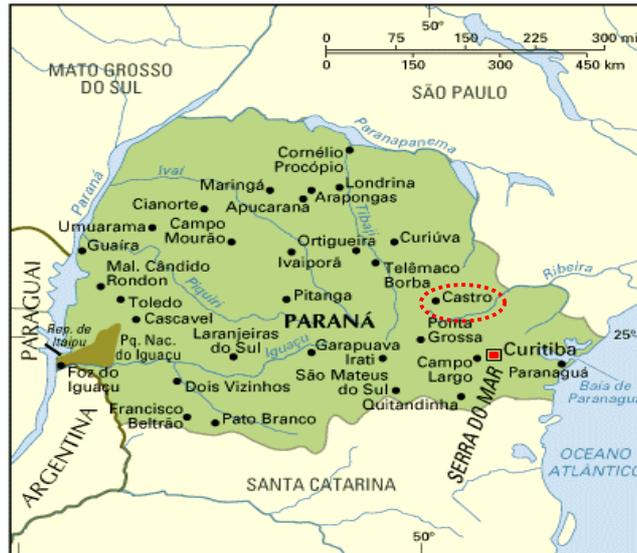 50°
0 75 150 225 300 mi
0 150 300 450 km
MATO GROSSO
DO SUL
SÃO PAULO
Paranapanema
Cornélio
Procópio
Ivaí
Maringá
Londrina
Arapongas
Apucarana
Paraná
Cianorte
Tibaji
Umuarama
Campo
Mourão
Guaíra
Ortigueira
Curiúva
Ivaiporã
Telêmaco
Borba
Mal. Cândido
Rondon
Piquiri
Ribeira
PARAGUAI
Toledo
Pitanga
Castro
Cascavel
PARANÁ
Ponta
Grossa
Rep. de
Itaipu
Pq. Nac.
do Iguaçu
Laranjeiras
do Sul
Iguaçu
Garapuava
Irati
Curitiba
25°
Foz do
Iguaçu
São Mateus
do Sul
Campo
Largo
Paranaguá
Dois Vizinhos
Quitandinha
Baía de
Paranagu
Francisco
Beltrão
Pato Branco
SERRA DO MAR
ARGENTINA
OCEANO
ATLÂNTICO
SANTA CATARINA
50°